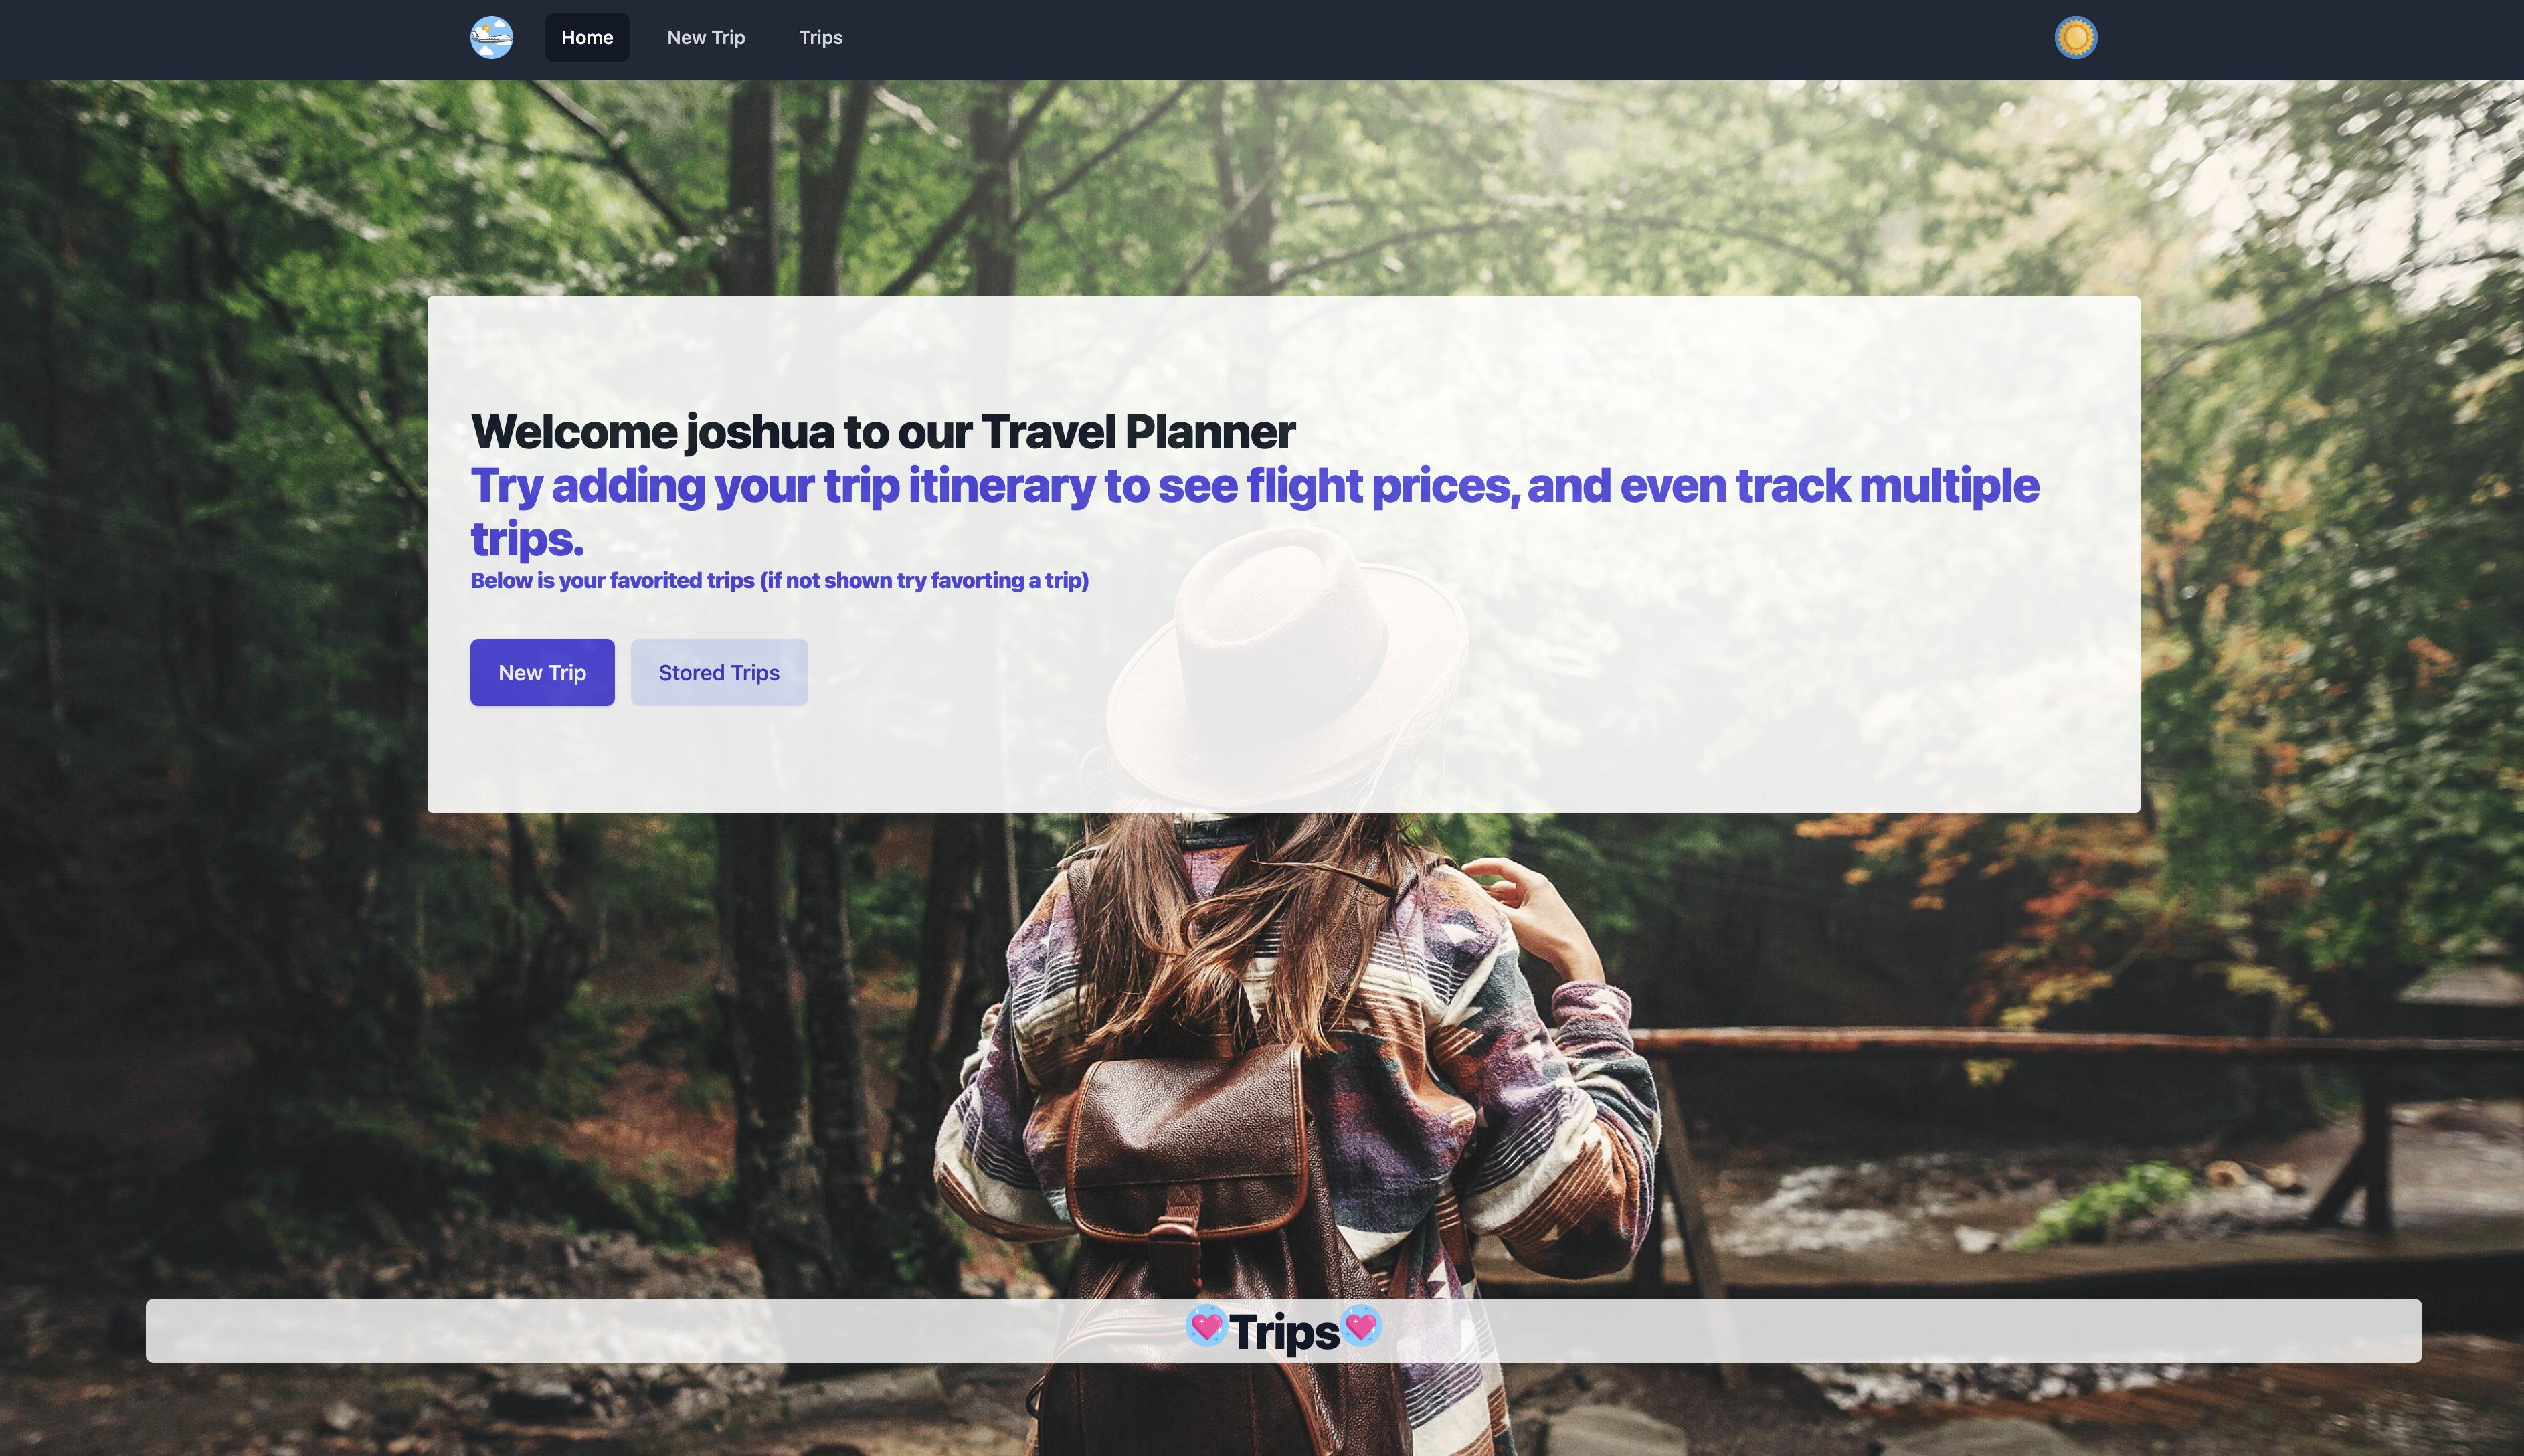 Home New Trip Trips
Welcome joshua to our Travel Planner
Try adding your trip itinerary to see flight prices, and even track multiple
trips.
Below is your favorited trips (if not shown try favorting a trip)
New Trip Stored Trips
Trips